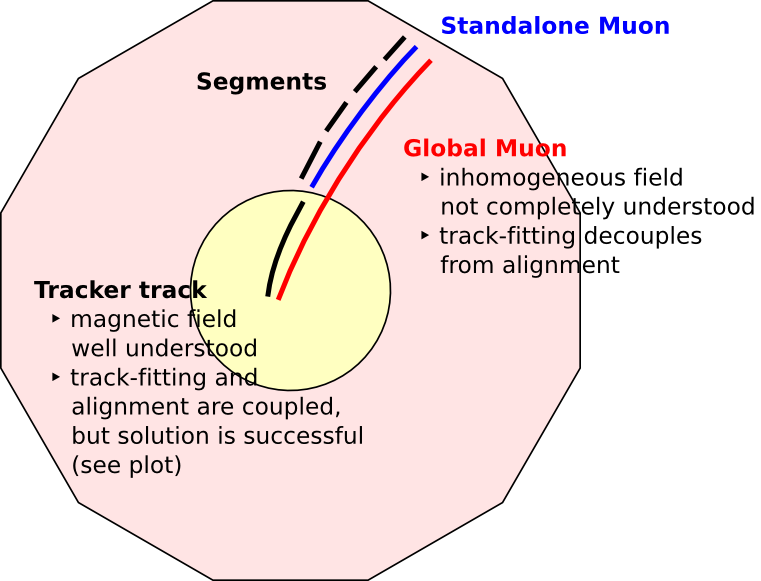 Standalone Muon
Segments
Global Muon
‣ inhomogeneous field
not completely understood
‣ track-fitting decouples
from alignment
Tracker track
‣ magnetic field
well understood
‣ track-fitting and
alignment are coupled,
but solution is successful
(see plot)